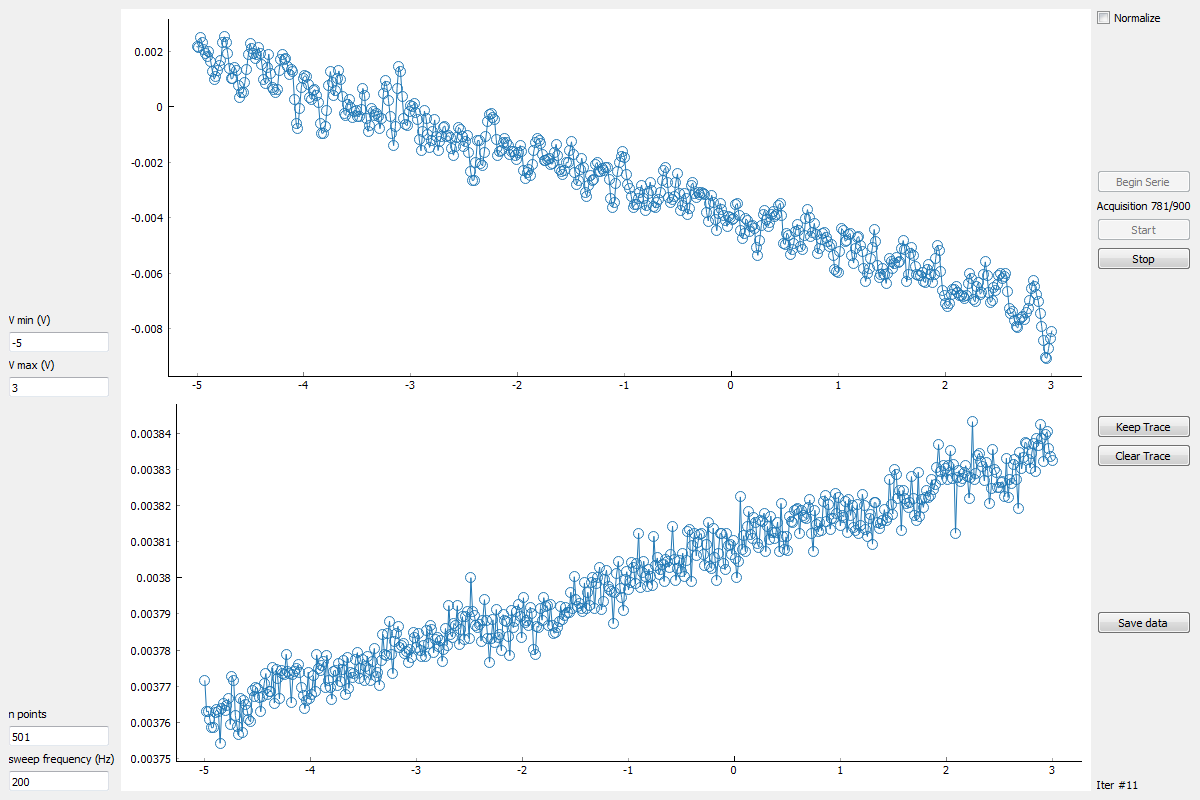 Normalize
0.002
0
-0.002
-0.004
-0.006
-0.008
-5
-4
-3
-2
-1
0
1
2
3
Begin Serie
Acquisition 781/900
Start
Stop
V min (V)
-5
V max (V)
3
0.00384
0.00383
0.00382
0.00381
0.0038
0.00379
0.00378
0.00377
0.00376
0.00375
-5
-4
-3
-2
-1
0
1
2
3
Keep Trace
Clear Trace
Save data
n points
501
sweep frequency (Hz)
200
Iter #11